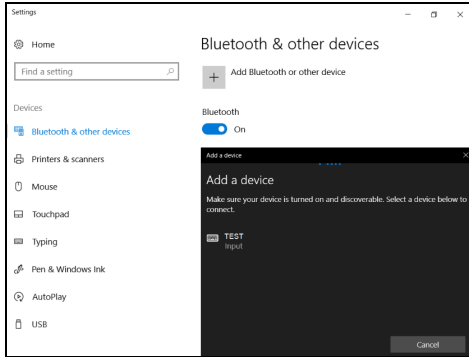 Settings
Home
Find a setting
Devices
Bluetooth & other devices
Printers & scanners
Mouse
Touchpad
Typing
Pen & Windows Ink
AutoPlay
USB
Bluetooth & other devices
Add Bluetooth or other device
Bluetooth
On
Add a device
Add a device
Make sure your device is turned on and discoverable. Select a device below to
connect.
TEST
Input
Cancel